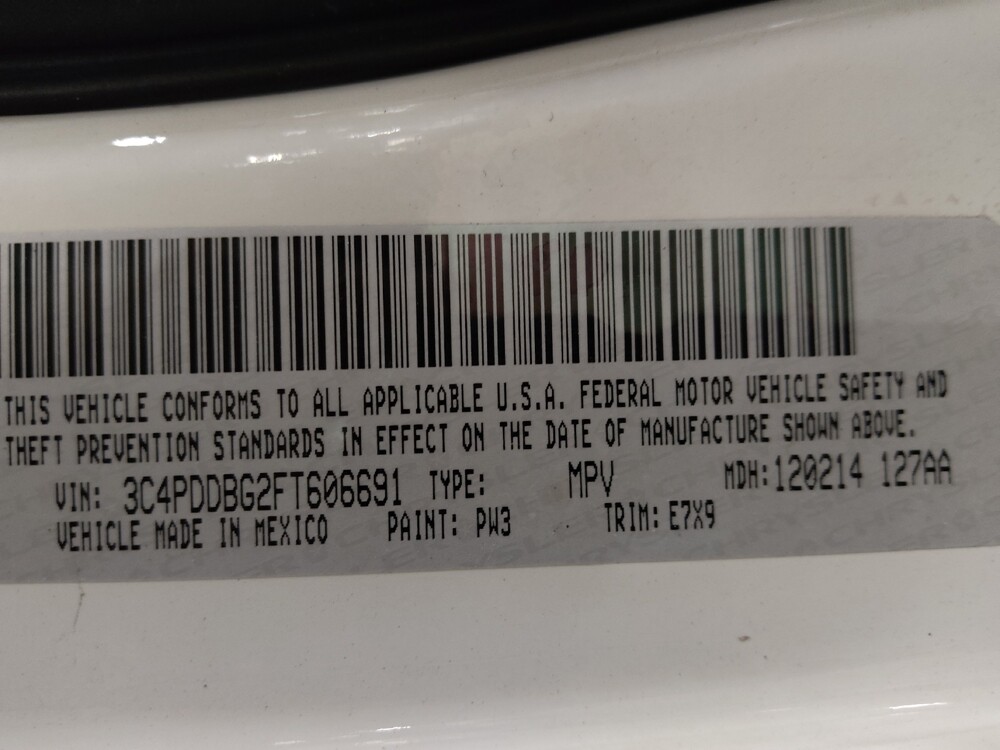 THIS VEHICLE CONFORMS TO ALL APPLICABLE U.S.A. FEDERAL MOTOR VEHICLE SAFETY AND
THEFT PREVENTION STANDARDS IN EFFECT ON THE DATE OF MANUFACTURE SHOWN ABOVE.
VIN: 3C4PDDBG2FT606691 TYPE: MPV MDH:120214 127AA
VEHICLE MADE IN MEXICO PAINT: PW3 TRIM: E7X9